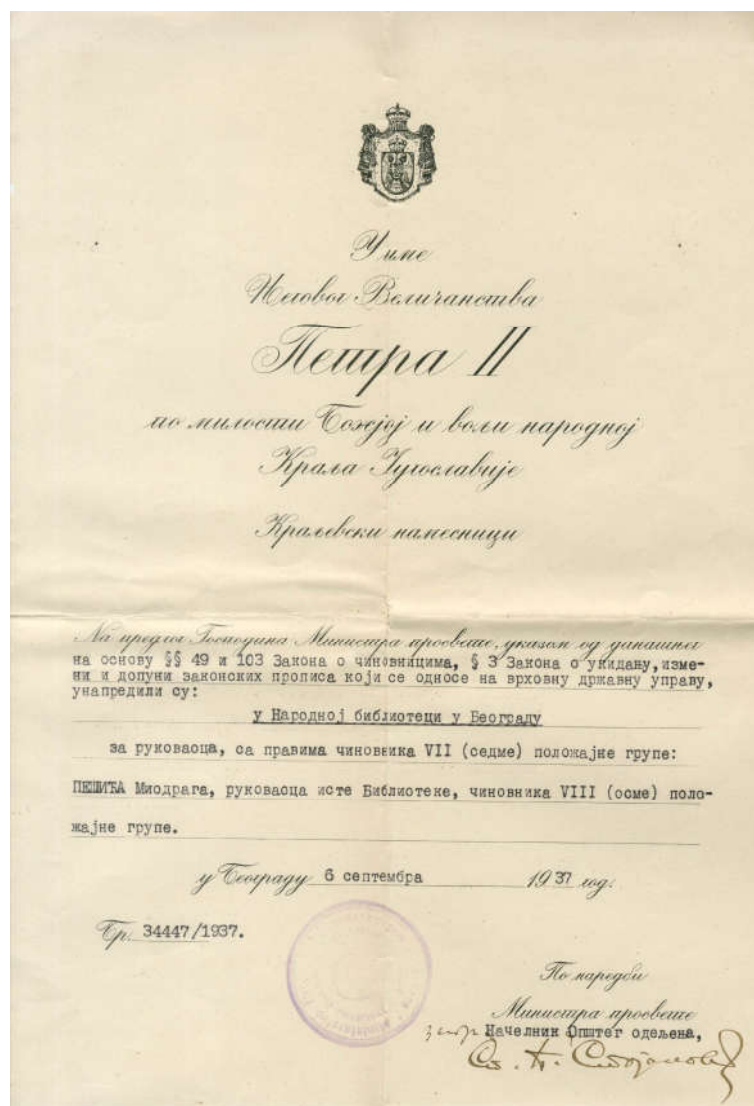 У име
Његовог Величанства
Петра II
по милости Божјој и вољи народној
Краља Југославије
Краљевски намесници
На предлог Господина Министра просвете, указом од данашњег
на основу §§ 49 и 103 Закона о чиновницима, § 3 Закона о укидању, изме-
ни и допуни законских прописа који се односе на врховну државну управу,
унапредили су:
у Народној библиотеци у Београду
за руковаоца, са правима чиновника VII (седме) положајне групе:
ПЕШИЋА Миодрага, руковаоца исте Библиотеке, чиновника VIII (осме) поло-
жајне групе.
у Београду 6 септембра 1937 год.
Бр. 34447/1937.
По наредби
Министра просвете
Начелник Општег одељења,
Ст. Стојановић